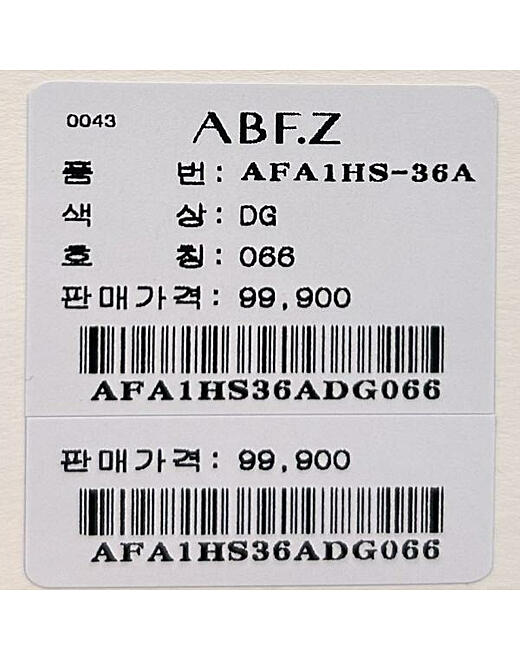 0043 ABF.Z
품 번 : AFA1HS-36A
색 상 : DG
호 칭 : 066
판매가격 : 99,900
AFA1HS36ADG066
판매가격 : 99,900
AFA1HS36ADG066